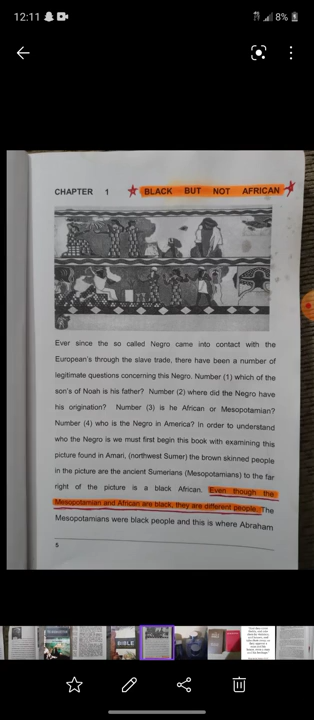 12:11
8%
CHAPTER 1 BLACK BUT NOT AFRICAN
Ever since the so called Negro came into contact with the
European's through the slave trade, there have been a number of
legitimate questions concerning this Negro. Number (1) which of the
son's of Noah is his father? Number (2) where did the Negro have
his origination? Number (3) is he African or Mesopotamian?
Number (4) who is the Negro in America? In order to understand
who the Negro is we must first begin this book with examining this
picture found in Amari, (northwest Sumer) the brown skinned people
in the picture are the ancient Sumerians (Mesopotamians) to the far
right of the picture is a black African. Even though the
Mesopotamian and African are black, they are different people. The
Mesopotamians were black people and this is where Abraham
5
BIBLE